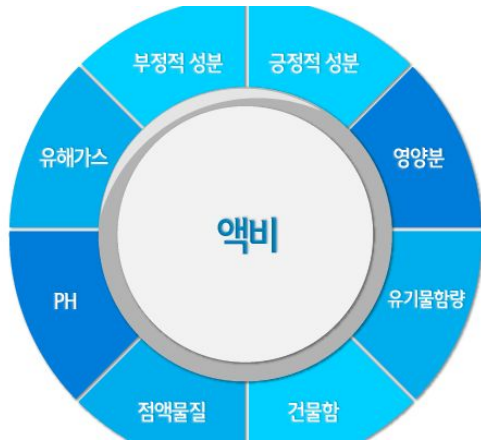 부정적 성분
긍정적 성분
유해가스
영양분
액비
PH
유기물함량
점액물질
건물함